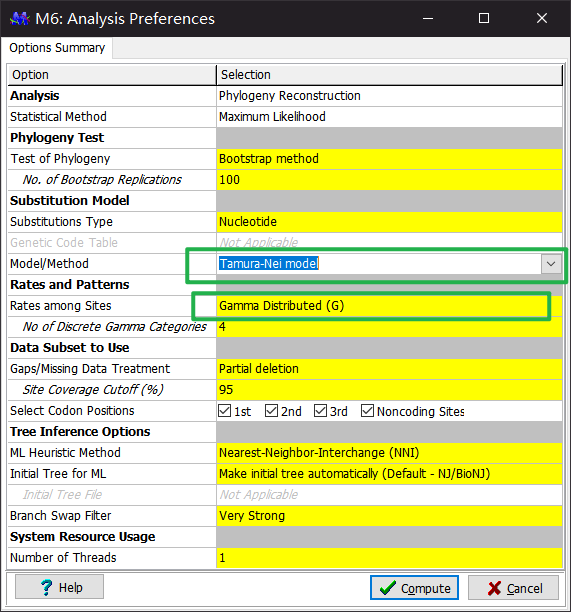 M6: Analysis Preferences
Options Summary
Option Selection
Analysis Phylogeny Reconstruction
Statistical Method Maximum Likelihood
Phylogeny Test
Test of Phylogeny Bootstrap method
No. of Bootstrap Replications 100
Substitution Model
Substitutions Type Nucleotide
Genetic Code Table Not Applicable
Model/Method Tamura-Nei model
Rates and Patterns
Rates among Sites Gamma Distributed (G)
No of Discrete Gamma Categories 4
Data Subset to Use
Gaps/Missing Data Treatment Partial deletion
Site Coverage Cutoff (%) 95
Select Codon Positions 1st 2nd 3rd Noncoding Sites
Tree Inference Options
ML Heuristic Method Nearest-Neighbor-Interchange (NNI)
Initial Tree for ML Make initial tree automatically (Default - NJ/BioNJ)
Initial Tree File Not Applicable
Branch Swap Filter Very Strong
System Resource Usage
Number of Threads 1
? Help Compute Cancel